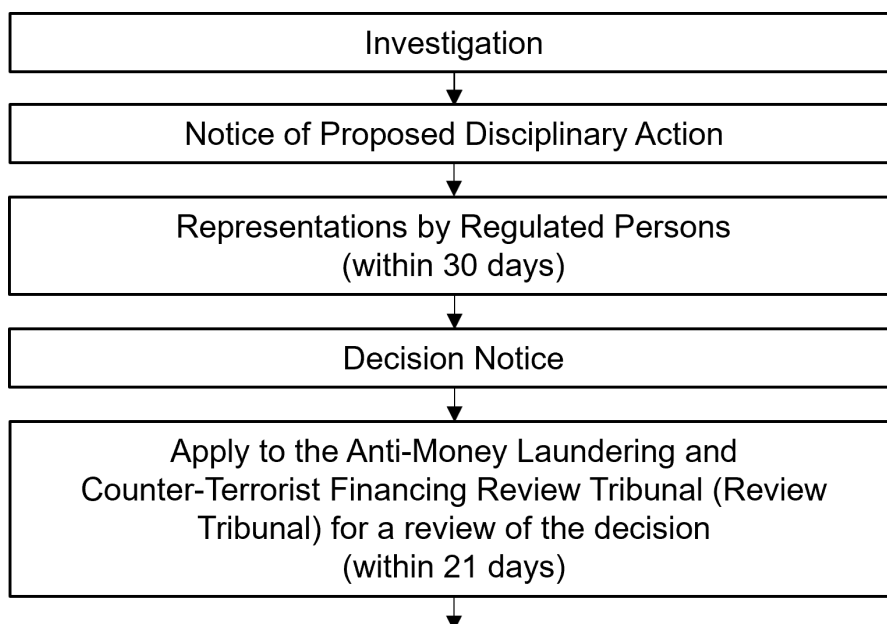 Investigation
Notice of Proposed Disciplinary Action
Representations by Regulated Persons
(within 30 days)
Decision Notice
Apply to the Anti-Money Laundering and
Counter-Terrorist Financing Review Tribunal (Review
Tribunal) for a review of the decision
(within 21 days)